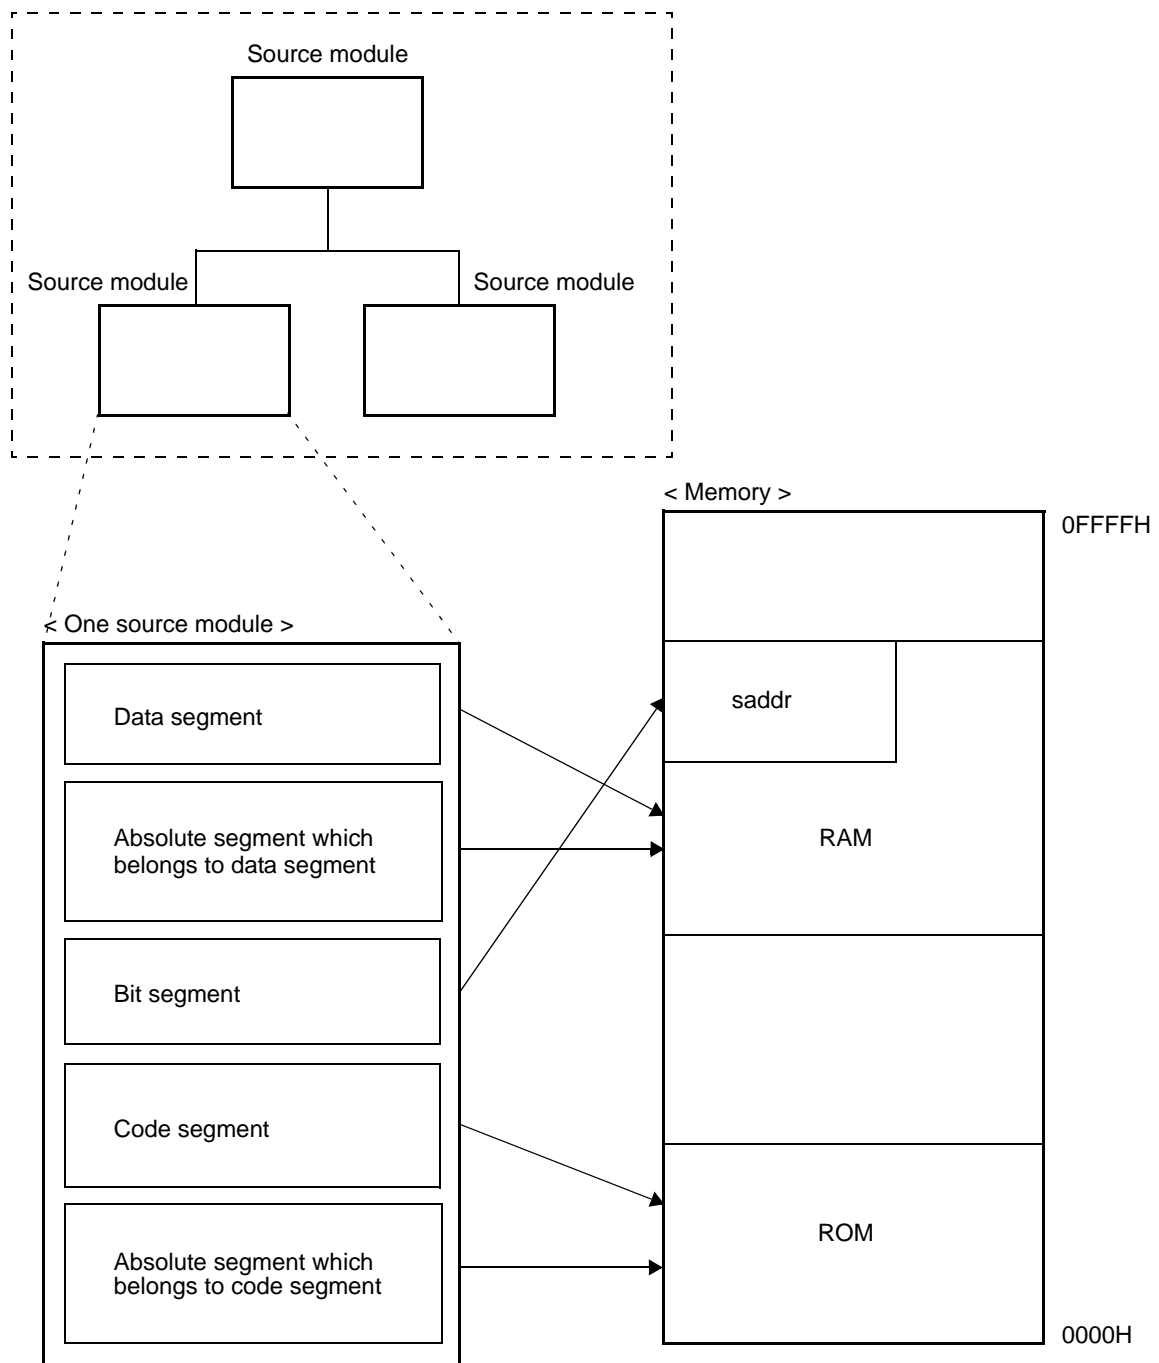 Source module
Source module
Source module
< Memory >
0FFFFH
< One source module >
Data segment
saddr
Absolute segment which
belongs to data segment
RAM
Bit segment
Code segment
ROM
Absolute segment which
belongs to code segment
0000H